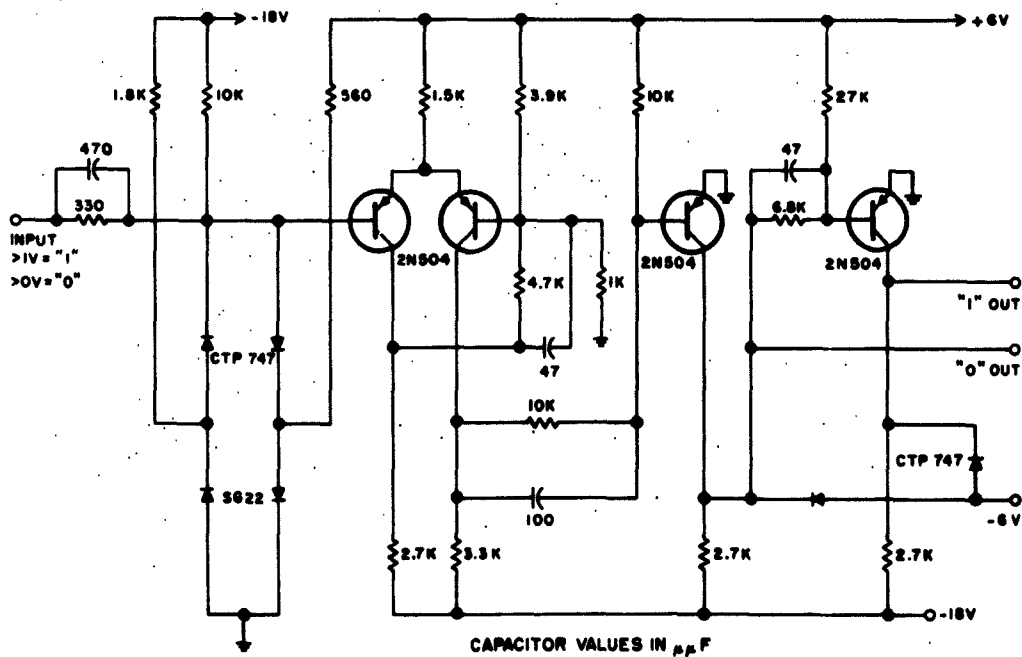 -18V
+6V
1.8K
10K
560
1.5K
3.9K
10K
27K
470
330
47
6.8K
INPUT
>1V="1"
>0V="0"
2N504
2N504
2N504
4.7K
1K
"1" OUT
CTP 747
47
"0" OUT
10K
CTP 747
SG22
100
-6V
2.7K
3.3K
2.7K
2.7K
-18V
CAPACITOR VALUES IN μμF